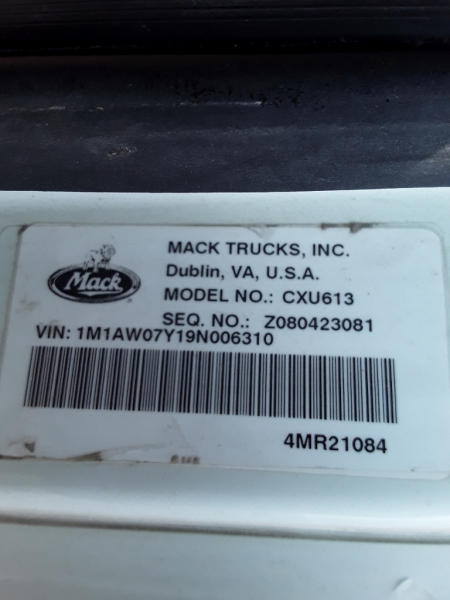 Mack
MACK TRUCKS, INC.
Dublin, VA, U.S.A.
MODEL NO.: CXU613
SEQ. NO.: Z080423081
VIN: 1M1AW07Y19N006310
4MR21084